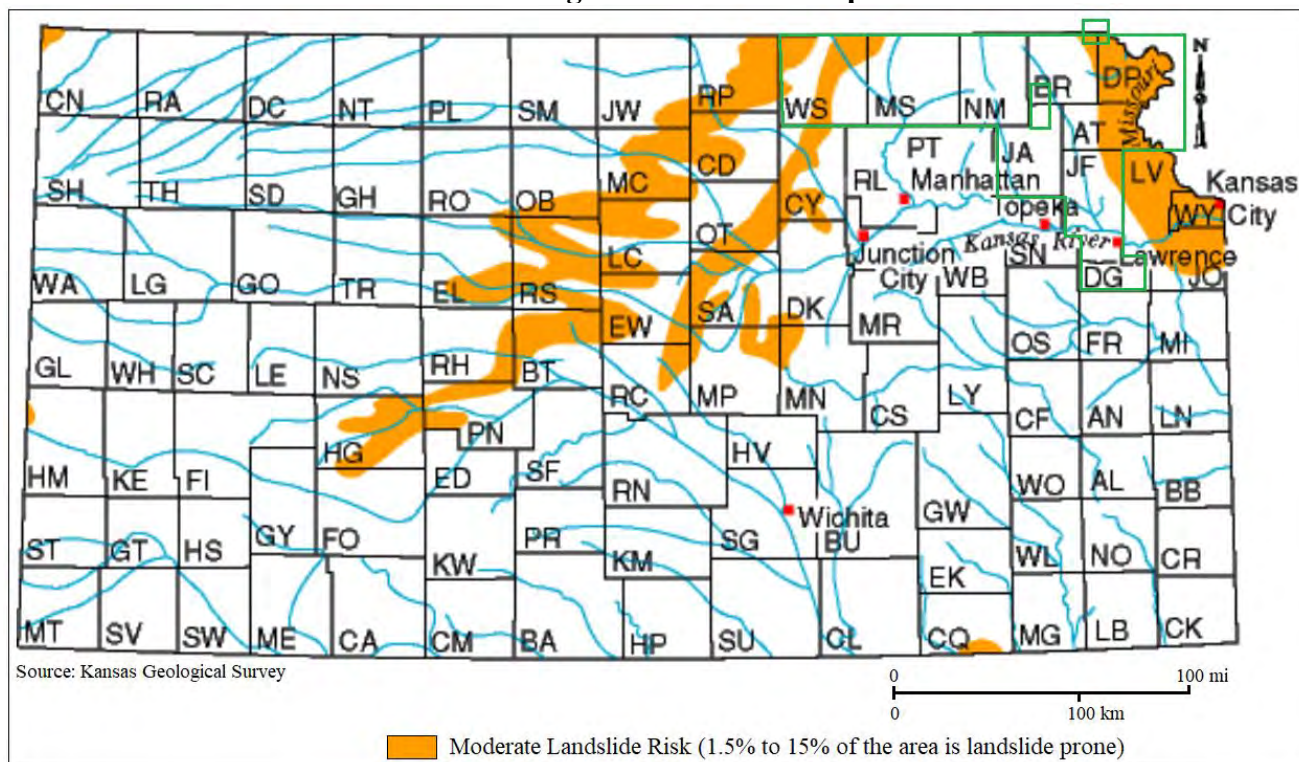 CN RA DC NT PL SM JW RP WS MS NM BR DP N
Missouri
SH TH SD GH RO OB MC CD CY RL PT JA AT JF LV
Manhattan
Kansas City
WY
Topeka
Junction City
Kansas River
Lawrence
WA LG GO TR EL RS LC OT SA DK WB SN DG JO
GL WH SC LE NS RH BT EW RC MP MN MR CS LY OS FR MI
HM KE FI HG PN ED SF RN HV CF AN LN
Wichita
ST GT HS GY FO KW PR KM SG BU GW WO AL BB
MT SV SW ME CA CM BA HP SU CL EK CQ WL NO CR
MG LB CK
Source: Kansas Geological Survey
0 100 mi
0 100 km
Moderate Landslide Risk (1.5% to 15% of the area is landslide prone)